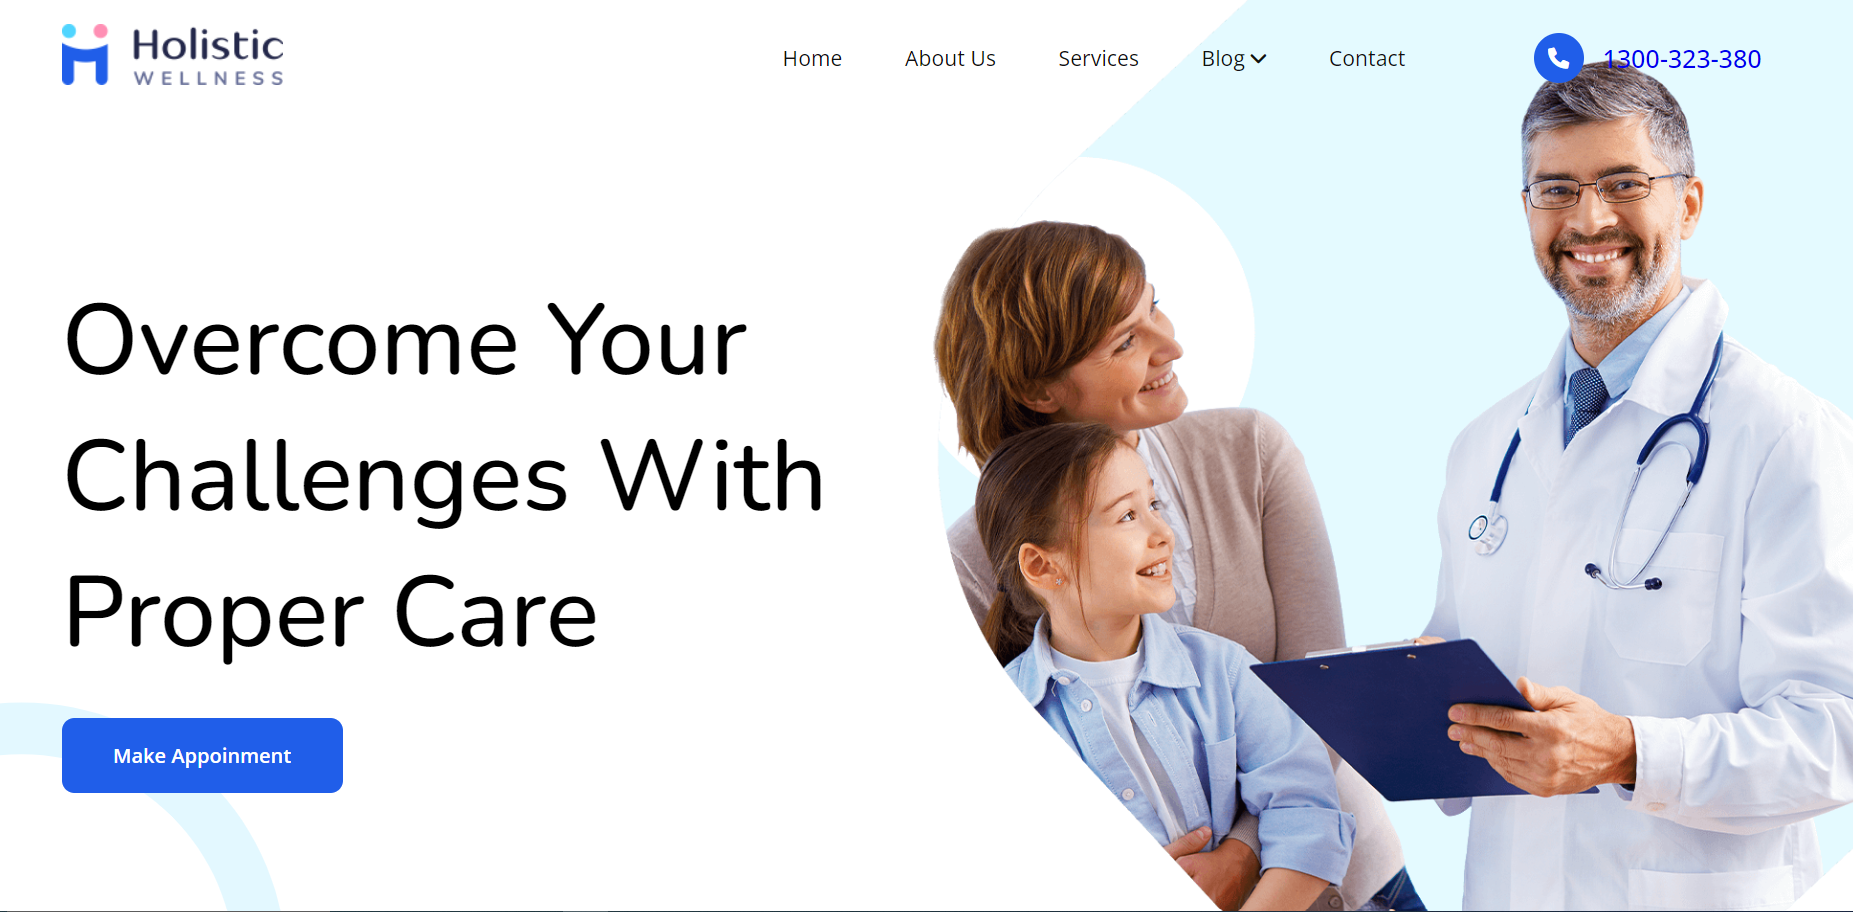 Holistic
WELLNESS
Home
About Us
Services
Blog
Contact
1300-323-380
Overcome Your
Challenges With
Proper Care
Make Appoinment